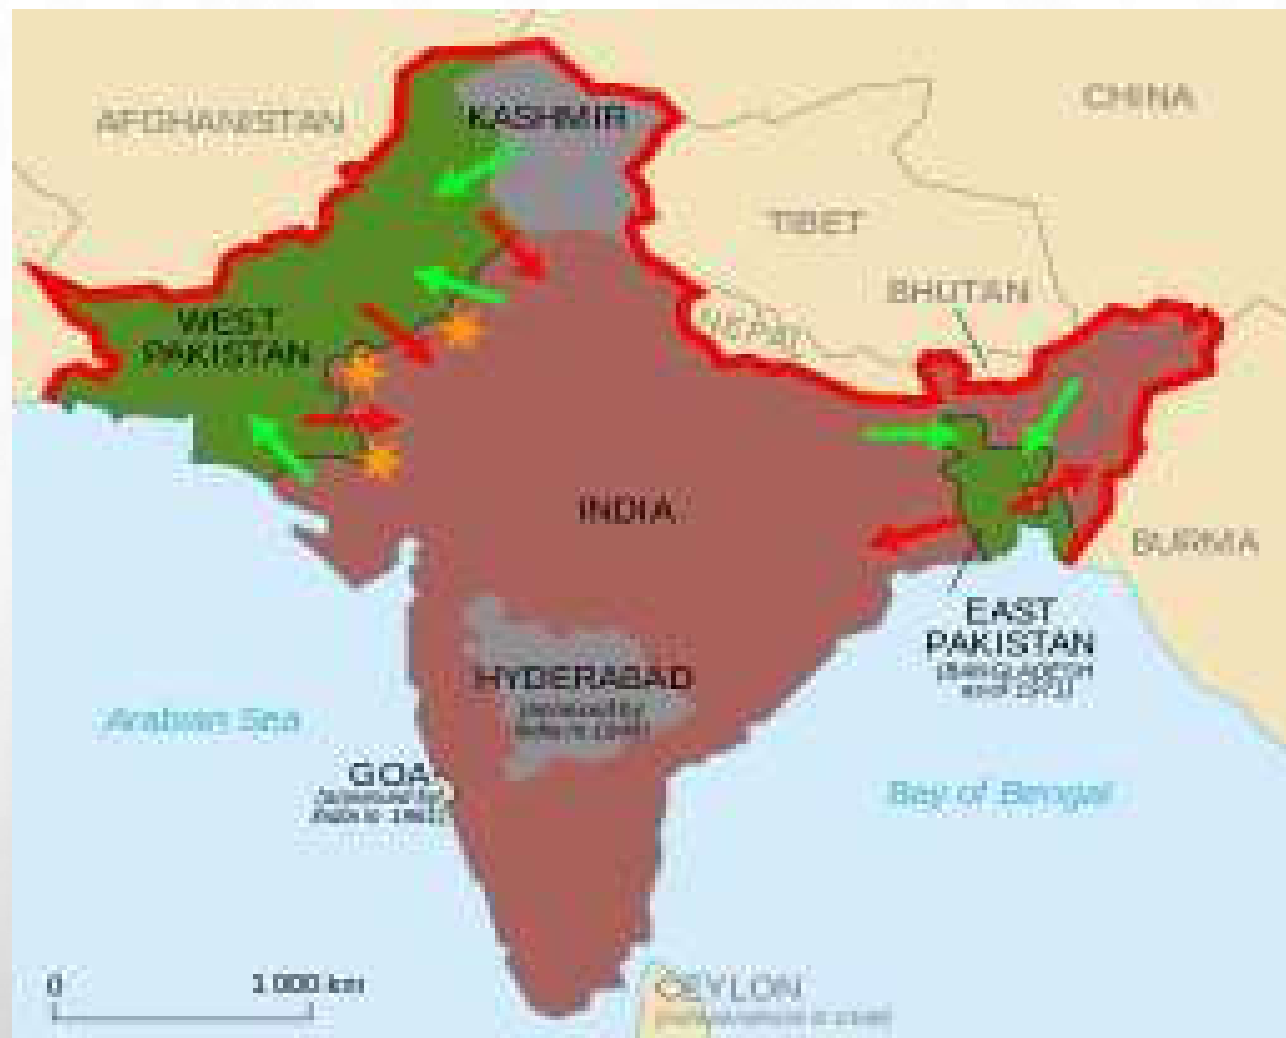 AFGHANISTAN
KASHMIR
CHINA
TIBET
BHUTAN
NEPAL
WEST
PAKISTAN
INDIA
BURMA
EAST
PAKISTAN
(BANGLADESH
HYDERABAD
Arabian Sea
GOA
Bay of Bengal
0
1 000 km
CEYLON